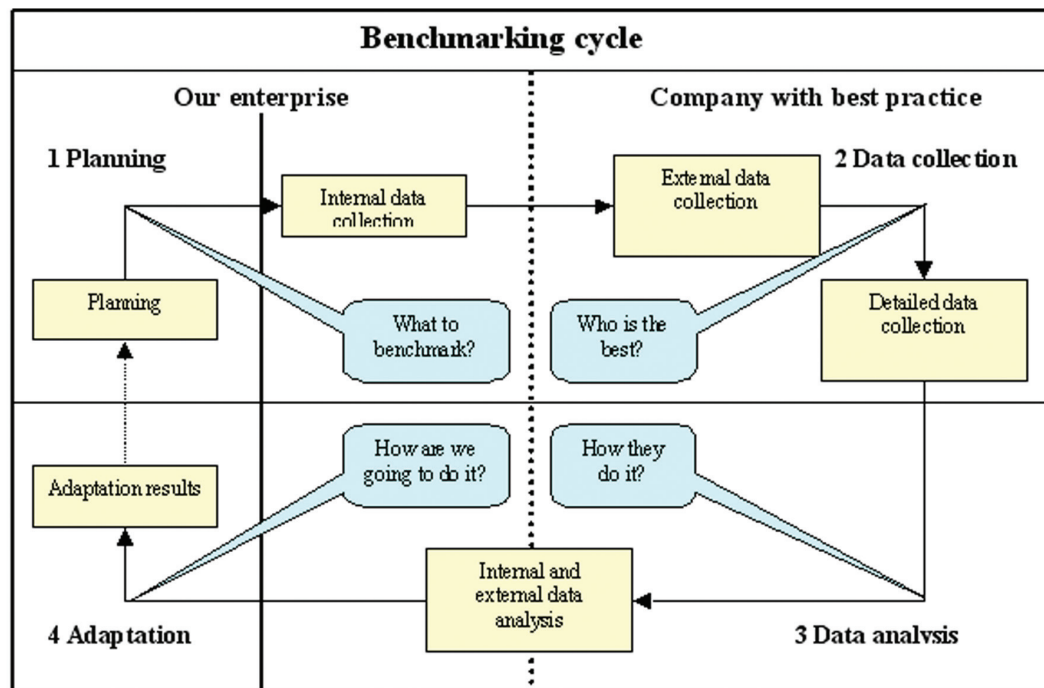 Benchmarking cycle
Our enterprise
Company with best practice
1 Planning
2 Data collection
Internal data
collection
External data
collection
Planning
What to
benchmark?
Who is the
best?
Detailed data
collection
Adaptation results
How are we
going to do it?
How they
do it?
Internal and
external data
analysis
4 Adaptation
3 Data analysis